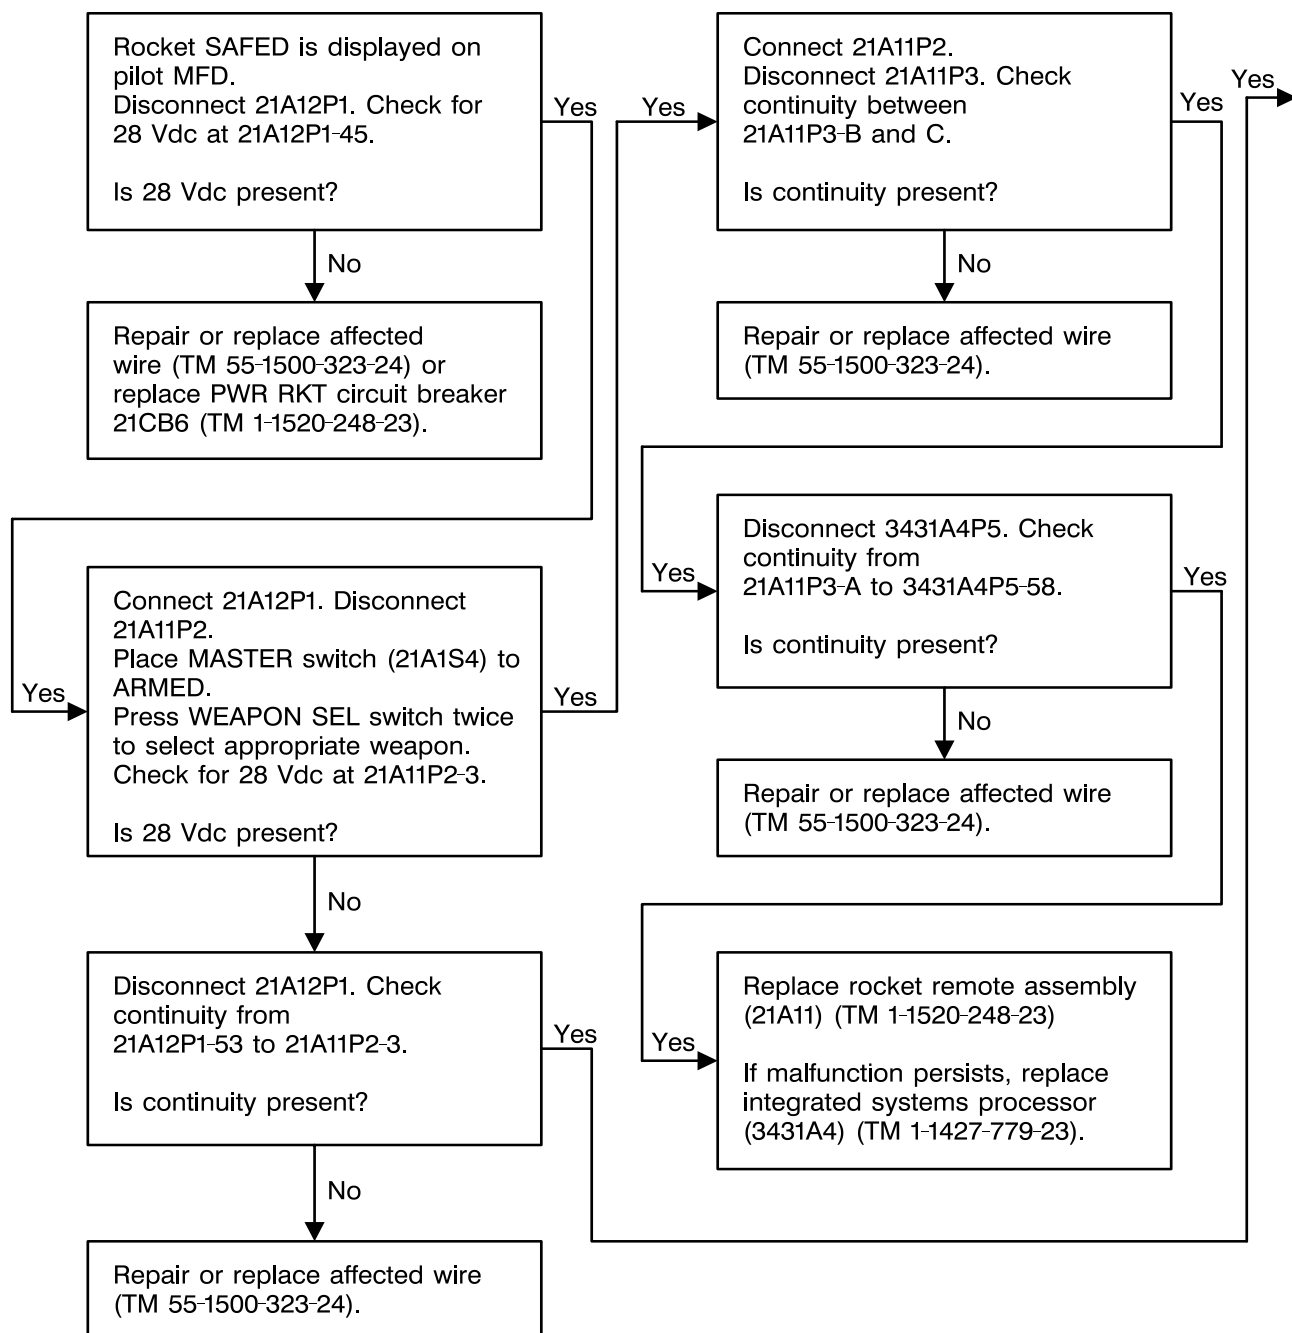 Rocket SAFED is displayed on
pilot MFD.
Disconnect 21A12P1. Check for
28 Vdc at 21A12P1-45.
Is 28 Vdc present?
Yes
No
Repair or replace affected
wire (TM 55-1500-323-24) or
replace PWR RKT circuit breaker
21CB6 (TM 1-1520-248-23).
Yes
Connect 21A12P1. Disconnect
21A11P2.
Place MASTER switch (21A1S4) to
ARMED.
Press WEAPON SEL switch twice
to select appropriate weapon.
Check for 28 Vdc at 21A11P2-3.
Is 28 Vdc present?
Yes
No
Disconnect 21A12P1. Check
continuity from
21A12P1-53 to 21A11P2-3.
Is continuity present?
Yes
No
Repair or replace affected wire
(TM 55-1500-323-24).
Yes
Connect 21A11P2.
Disconnect 21A11P3. Check
continuity between
21A11P3-B and C.
Is continuity present?
Yes
No
Repair or replace affected wire
(TM 55-1500-323-24).
Yes
Disconnect 3431A4P5. Check
continuity from
21A11P3-A to 3431A4P5-58.
Is continuity present?
Yes
No
Repair or replace affected wire
(TM 55-1500-323-24).
Yes
Replace rocket remote assembly
(21A11) (TM 1-1520-248-23)
If malfunction persists, replace
integrated systems processor
(3431A4) (TM 1-1427-779-23).
Yes